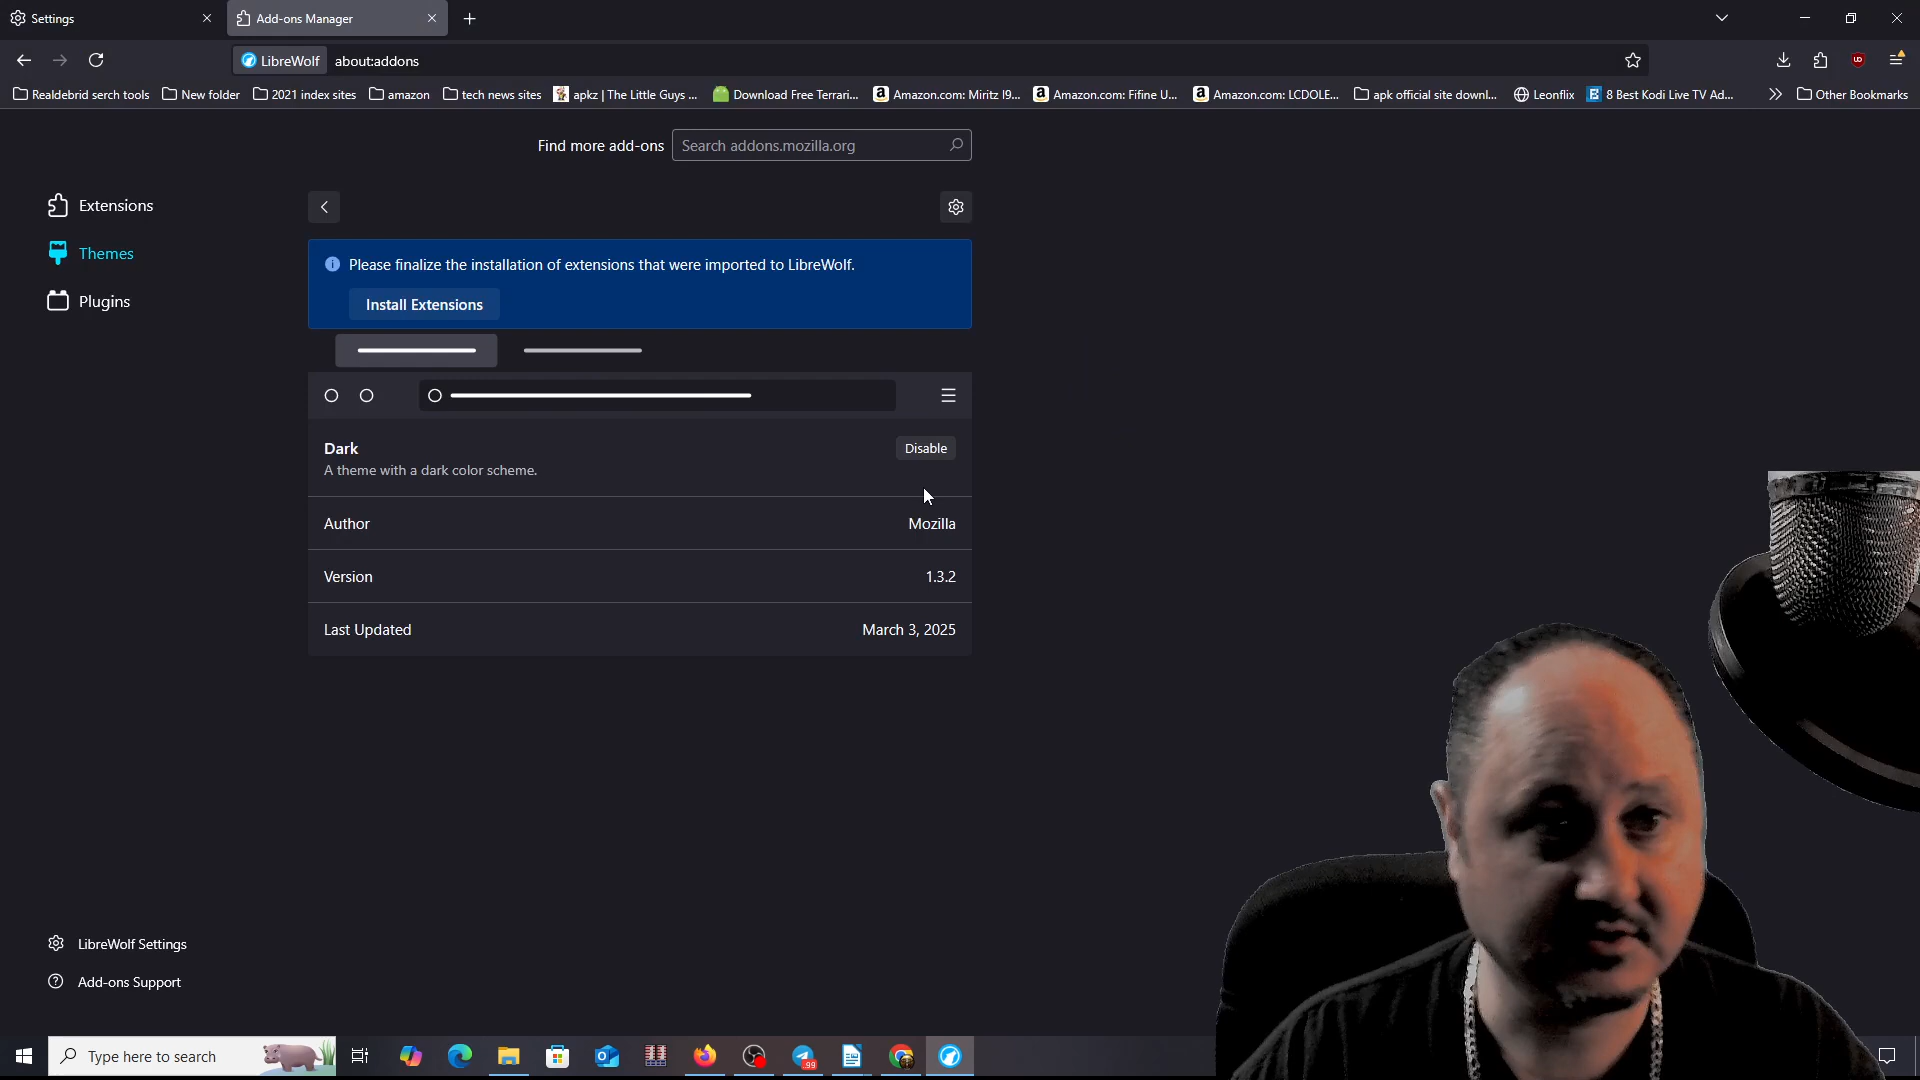 Settings
Add-ons Manager
LibreWolf about:addons
Realdebrid serch tools New folder 2021 index sites amazon tech news sites apkz | The Little Guys ... Download Free Terrari... Amazon.com: Miritz I9... Amazon.com: Fifine U... Amazon.com: LCDOLE... apk official site downl... Leonflix 8 Best Kodi Live TV Ad... Other Bookmarks
Find more add-ons Search addons.mozilla.org
Extensions
Themes
Plugins
Please finalize the installation of extensions that were imported to LibreWolf.
Install Extensions
Dark Disable
A theme with a dark color scheme.
Author Mozilla
Version 1.3.2
Last Updated March 3, 2025
LibreWolf Settings
Add-ons Support
Type here to search
99